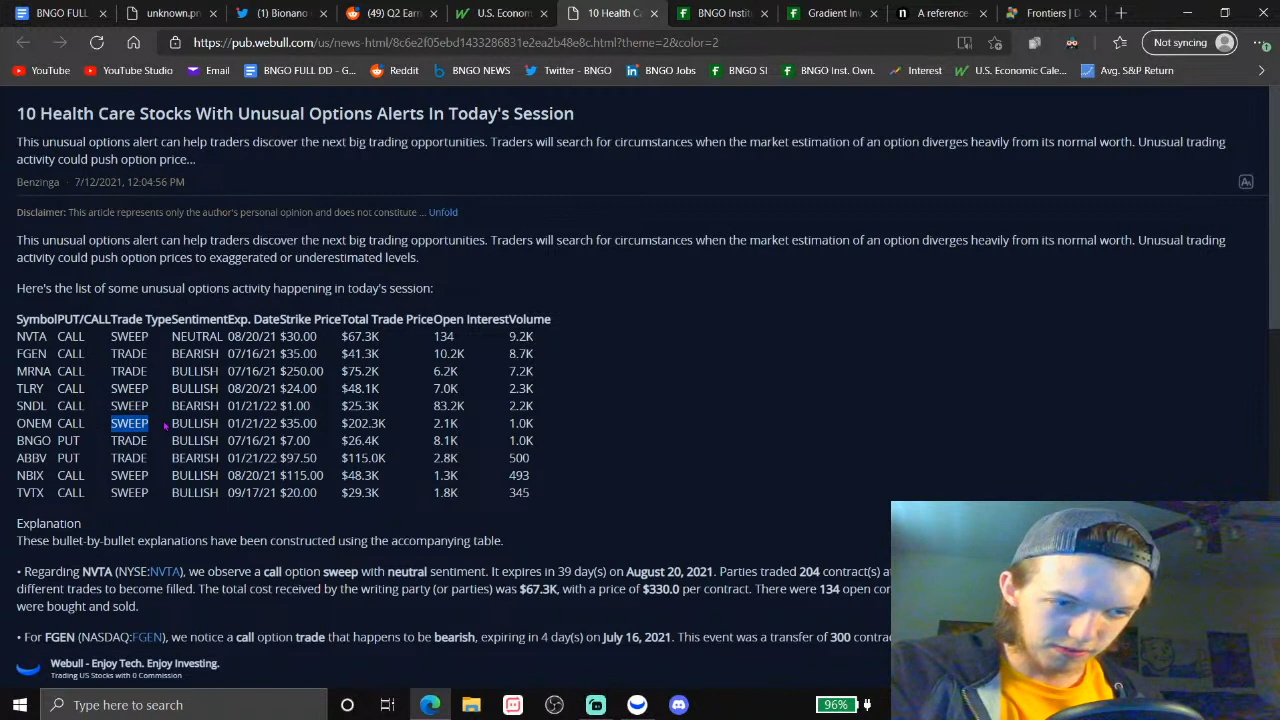 BNGO FULL
unknown.pn
(1) Bionano
(49) Q2 Earn
U.S. Econom
10 Health Ca
BNGO Instit
Gradient Inv
A reference
Frontiers | D
https://pub.webull.com/us/news-html/8c6e2f05ebd1433286831e2ea2b48e8c.html?theme=2&color=2
Not syncing
YouTube
YouTube Studio
Email
BNGO FULL DD - G...
Reddit
BNGO NEWS
Twitter - BNGO
BNGO Jobs
BNGO SI
BNGO Inst. Own.
Interest
U.S. Economic Cale...
Avg. S&P Return
10 Health Care Stocks With Unusual Options Alerts In Today's Session
This unusual options alert can help traders discover the next big trading opportunities. Traders will search for circumstances when the market estimation of an option diverges heavily from its normal worth. Unusual trading
activity could push option price...
Benzinga · 7/12/2021, 12:04:56 PM
Disclaimer: This article represents only the author's personal opinion and does not constitute ... Unfold
This unusual options alert can help traders discover the next big trading opportunities. Traders will search for circumstances when the market estimation of an option diverges heavily from its normal worth. Unusual trading
activity could push option prices to exaggerated or underestimated levels.
Here's the list of some unusual options activity happening in today's session:
SymbolPUT/CALLTrade TypeSentimentExp. DateStrike PriceTotal Trade PriceOpen InterestVolume
NVTA CALL SWEEP NEUTRAL 08/20/21 $30.00 $67.3K 134 9.2K
FGEN CALL TRADE BEARISH 07/16/21 $35.00 $41.3K 10.2K 8.7K
MRNA CALL TRADE BULLISH 07/16/21 $250.00 $75.2K 6.2K 7.2K
TLRY CALL SWEEP BULLISH 08/20/21 $24.00 $48.1K 7.0K 2.3K
SNDL CALL SWEEP BEARISH 01/21/22 $1.00 $25.3K 83.2K 2.2K
ONEM CALL SWEEP BULLISH 01/21/22 $35.00 $202.3K 2.1K 1.0K
BNGO PUT TRADE BULLISH 07/16/21 $7.00 $26.4K 8.1K 1.0K
ABBV PUT TRADE BEARISH 01/21/22 $97.50 $115.0K 2.8K 500
NBIX CALL SWEEP BULLISH 08/20/21 $115.00 $48.3K 1.3K 493
TVTX CALL SWEEP BULLISH 09/17/21 $20.00 $29.3K 1.8K 345
Explanation
These bullet-by-bullet explanations have been constructed using the accompanying table.
• Regarding NVTA (NYSE:NVTA), we observe a call option sweep with neutral sentiment. It expires in 39 day(s) on August 20, 2021. Parties traded 204 contract(s) a
different trades to become filled. The total cost received by the writing party (or parties) was $67.3K, with a price of $330.0 per contract. There were 134 open con
were bought and sold.
• For FGEN (NASDAQ:FGEN), we notice a call option trade that happens to be bearish, expiring in 4 day(s) on July 16, 2021. This event was a transfer of 300 contrac
Webull - Enjoy Tech. Enjoy Investing.
Trading US Stocks with 0 Commission
Type here to search
96%